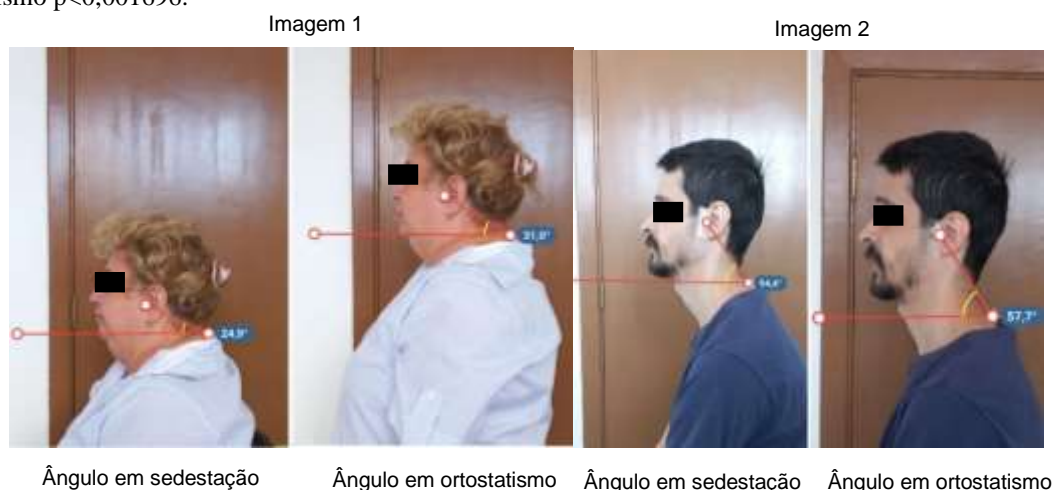 Imagem 1
Imagem 2
31,0°
54,4°
24,9°
57,7°
Ângulo em sedestação
Ângulo em ortostatismo
Ângulo em sedestação
Ângulo em ortostatismo